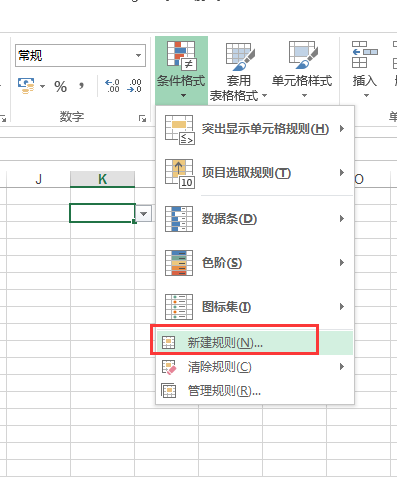 常规
% , .0 .00
.00 .0
条件格式
套用
表格格式
单元格样式
插入
数字
突出显示单元格规则(H)
≤>
项目选取规则(T)
10
数据条(D)
色阶(S)
图标集(I)
新建规则(N)...
清除规则(C)
管理规则(R)...
J K O